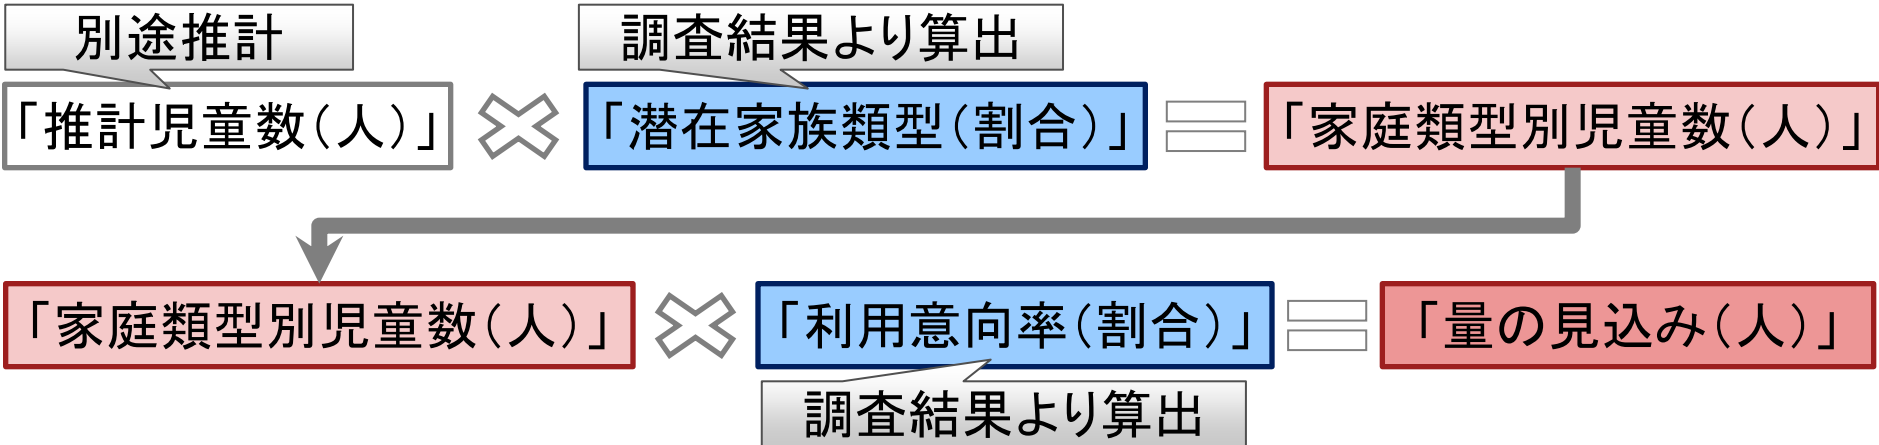 別途推計
調査結果より算出
「推計児童数（人）」
「潜在家族類型（割合）」
「家庭類型別児童数（人）」
「家庭類型別児童数（人）」
「利用意向率（割合）」
「量の見込み（人）」
調査結果より算出